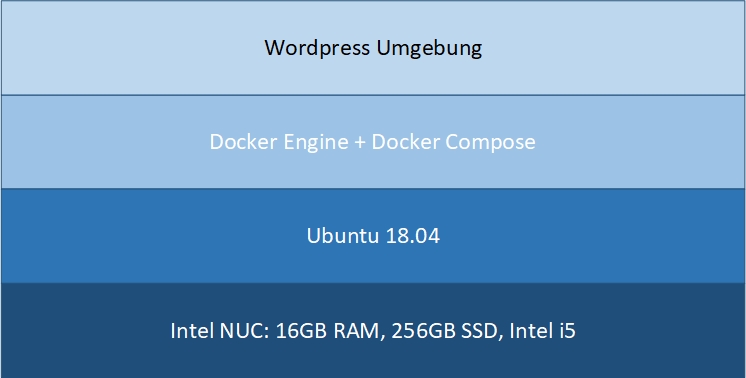 Wordpress Umgebung
Docker Engine + Docker Compose
Ubuntu 18.04
Intel NUC: 16GB RAM, 256GB SSD, Intel i5